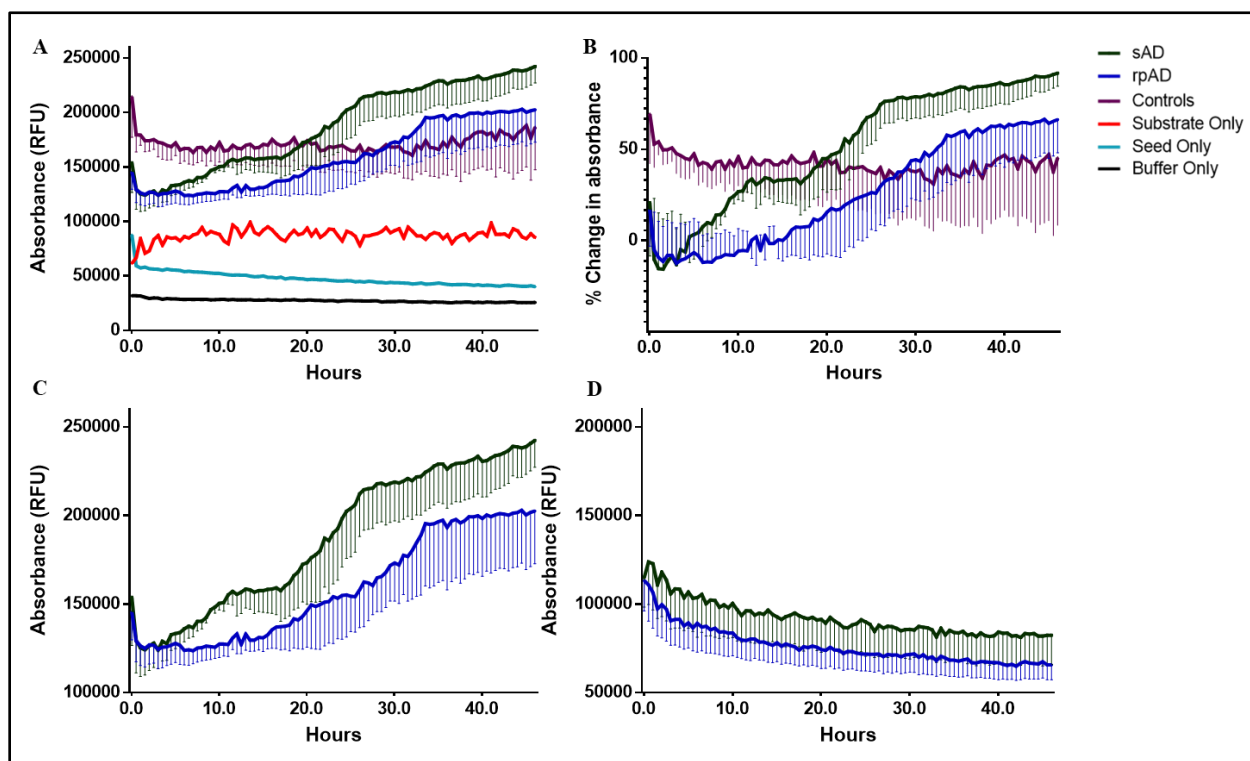 A
Absorbance (RFU)
250000
200000
150000
100000
50000
0
0.0 10.0 20.0 30.0 40.0
Hours
B
% Change in absorbance
100
50
0
0.0 10.0 20.0 30.0 40.0
Hours
sAD
rpAD
Controls
Substrate Only
Seed Only
Buffer Only
C
Absorbance (RFU)
250000
200000
150000
100000
0.0 10.0 20.0 30.0 40.0
Hours
D
Absorbance (RFU)
200000
150000
100000
50000
0.0 10.0 20.0 30.0 40.0
Hours